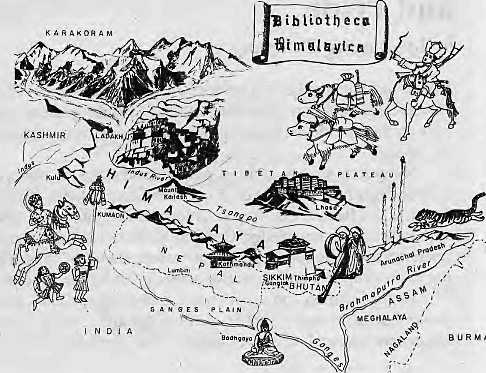 Bibliotheca
Himalayica
KARAKORAM
KASHMIR
LADAKH
Indus
Kulu
Indus River
TIBETAN PLATEAU
HIMALAYA
Mount Kailash
Tsangpo
Lhasa
KUMAON
NEPAL
Kathmandu
Lumbini
SIKKIM
Gangtok
Thimphu
BHUTAN
Arunachal Pradesh
Brahmaputra River
ASSAM
MEGHALAYA
NAGALAND
BURMA
GANGES PLAIN
INDIA
Bodhgaya
Ganges